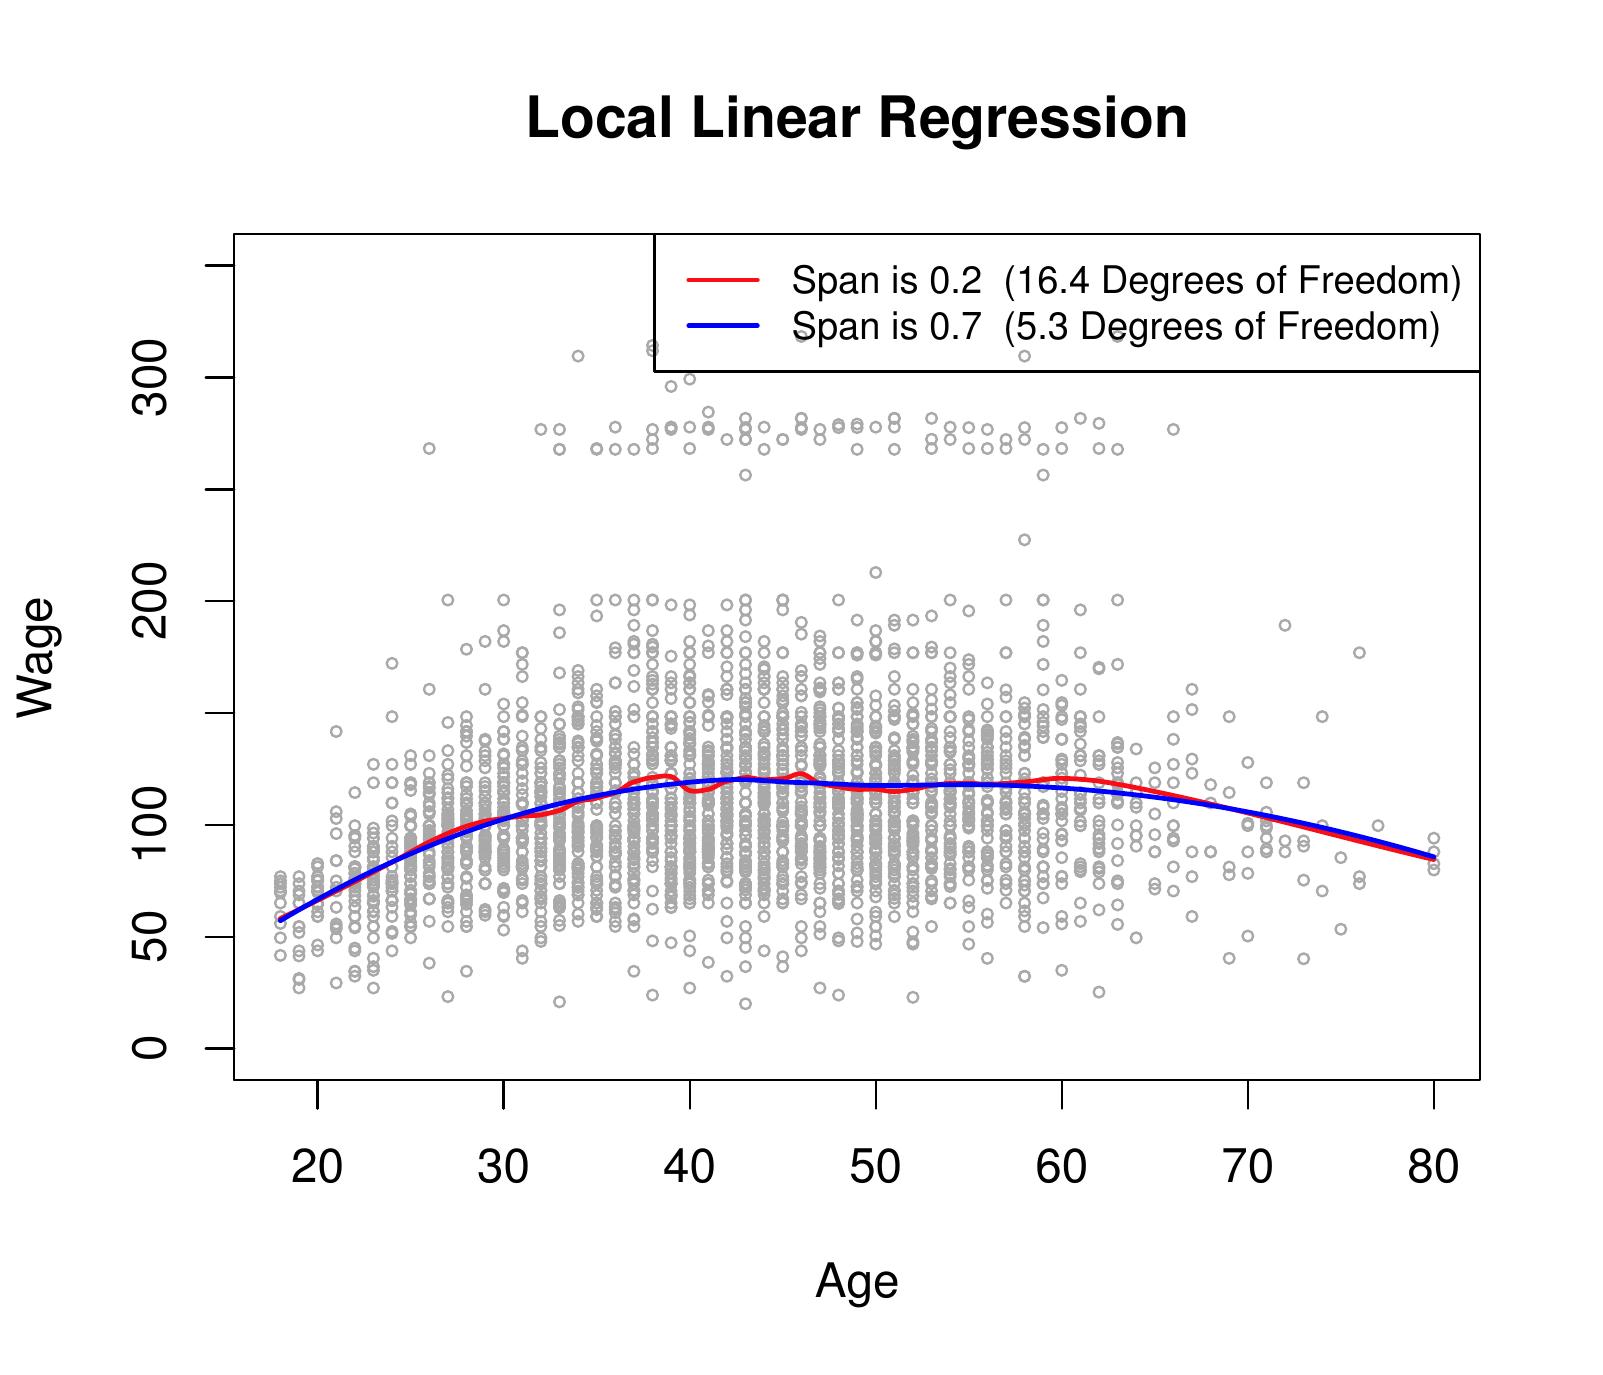 Local Linear Regression
Span is 0.2 (16.4 Degrees of Freedom)
Span is 0.7 (5.3 Degrees of Freedom)
Wage
300
200
100
50
0
20 30 40 50 60 70 80
Age